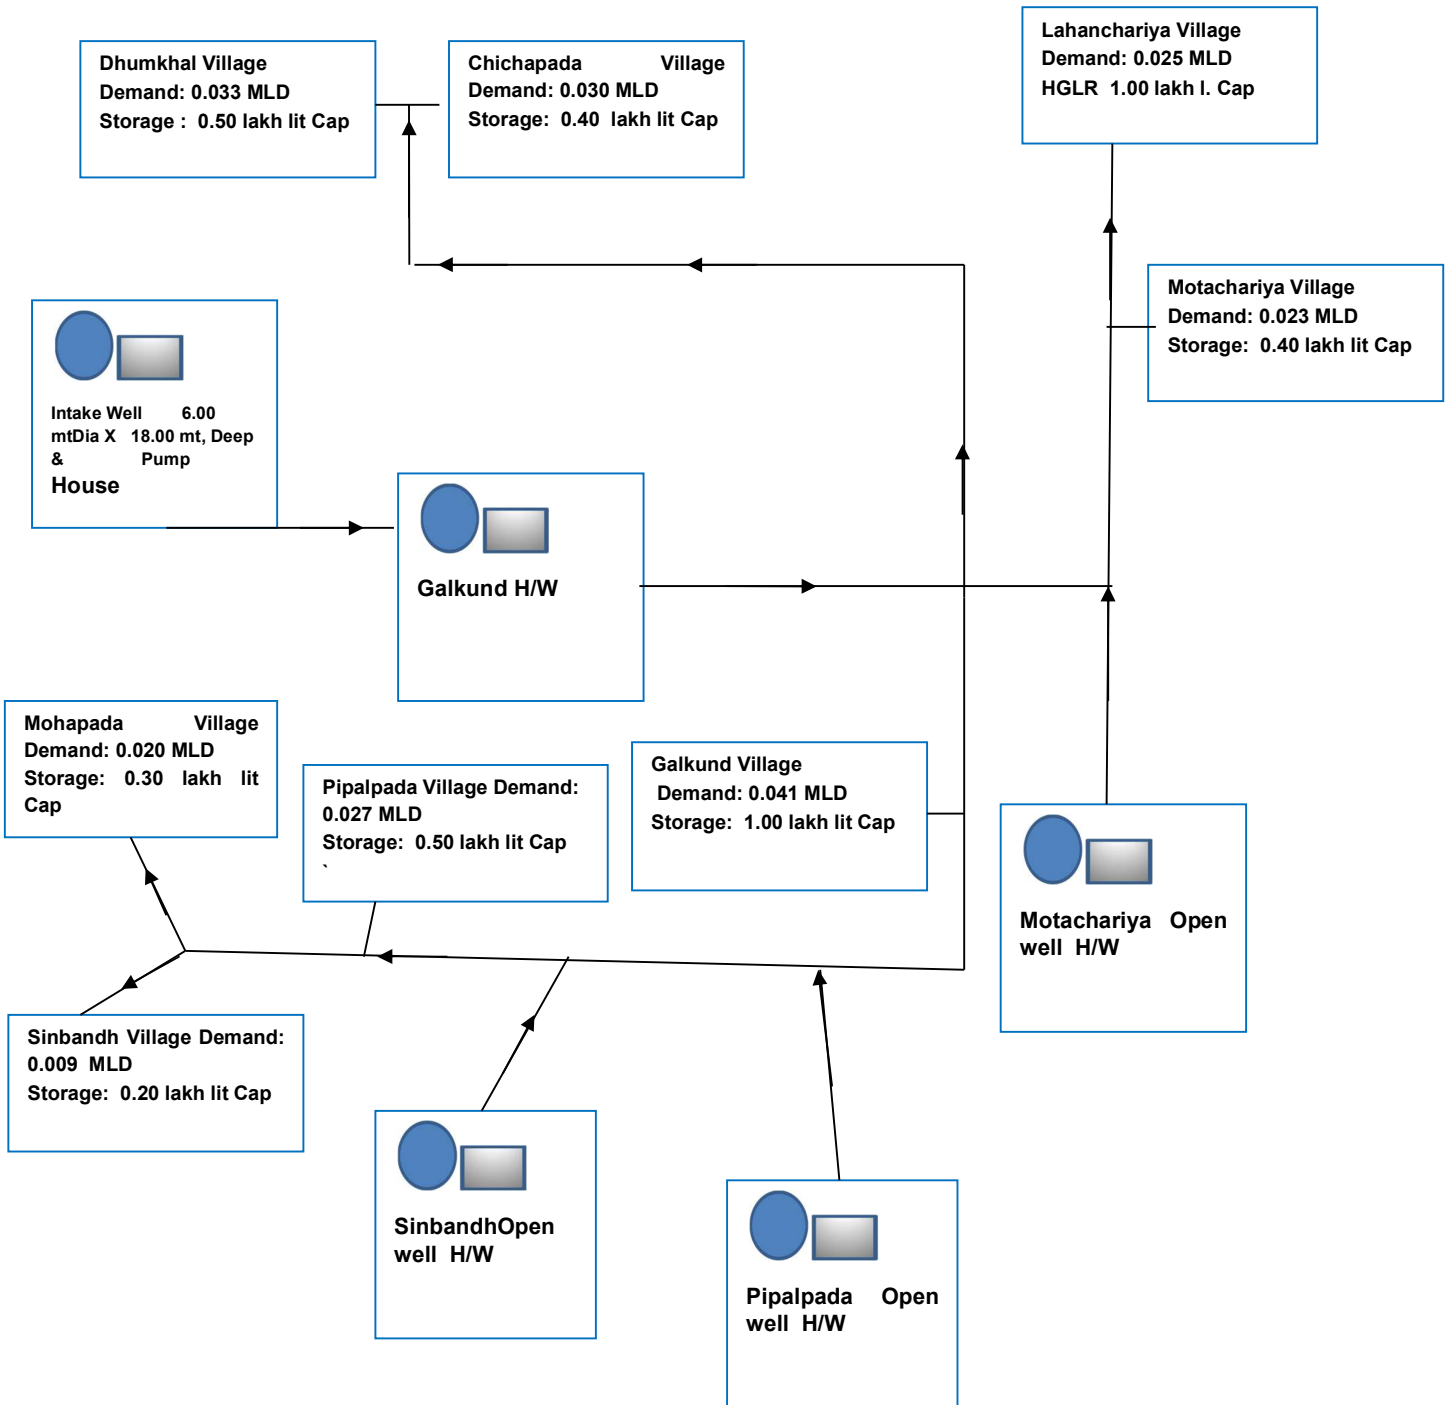 Lahanchariya Village
Demand: 0.025 MLD
HGLR 1.00 lakh l. Cap
Dhumkhal Village
Demand: 0.033 MLD
Storage : 0.50 lakh lit Cap
Chichapada Village
Demand: 0.030 MLD
Storage: 0.40 lakh lit Cap
Motachariya Village
Demand: 0.023 MLD
Storage: 0.40 lakh lit Cap
Intake Well 6.00
mtDia X 18.00 mt, Deep
& Pump
House
Galkund H/W
Mohapada Village
Demand: 0.020 MLD
Storage: 0.30 lakh lit
Cap
Pipalpada Village Demand:
0.027 MLD
Storage: 0.50 lakh lit Cap
`
Galkund Village
Demand: 0.041 MLD
Storage: 1.00 lakh lit Cap
Motachariya Open
well H/W
Sinbandh Village Demand:
0.009 MLD
Storage: 0.20 lakh lit Cap
SinbandhOpen
well H/W
Pipalpada Open
well H/W